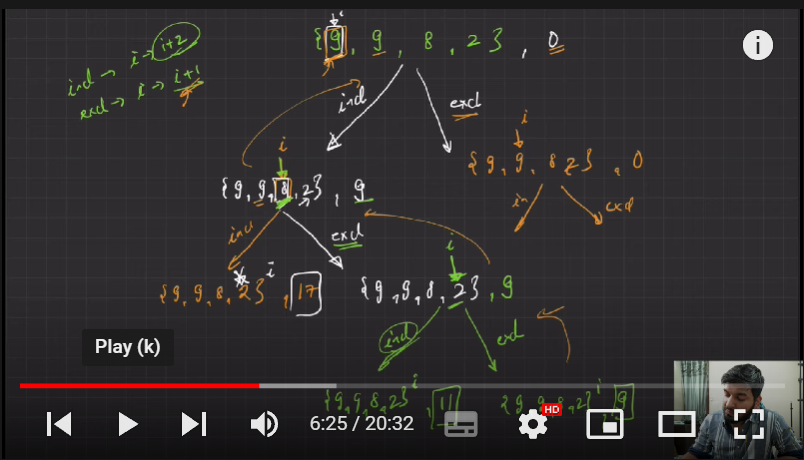 {9, 9, 8, 2}, 0
incl → i → i+2
excl → i → i+1
incl
excl
i
i
{9, 9, 8, 2}, 0
{9, 9, 8, 2}, 9
in
excl
incl
excl
i
{9, 9, 8, 2} i, 17
{9, 9, 8, 2}, 9
Play (k)
incl
excl
{9, 9, 8, 2} i, 11
{9, 9, 8, 2} i, 9
6:25 / 20:32
HD